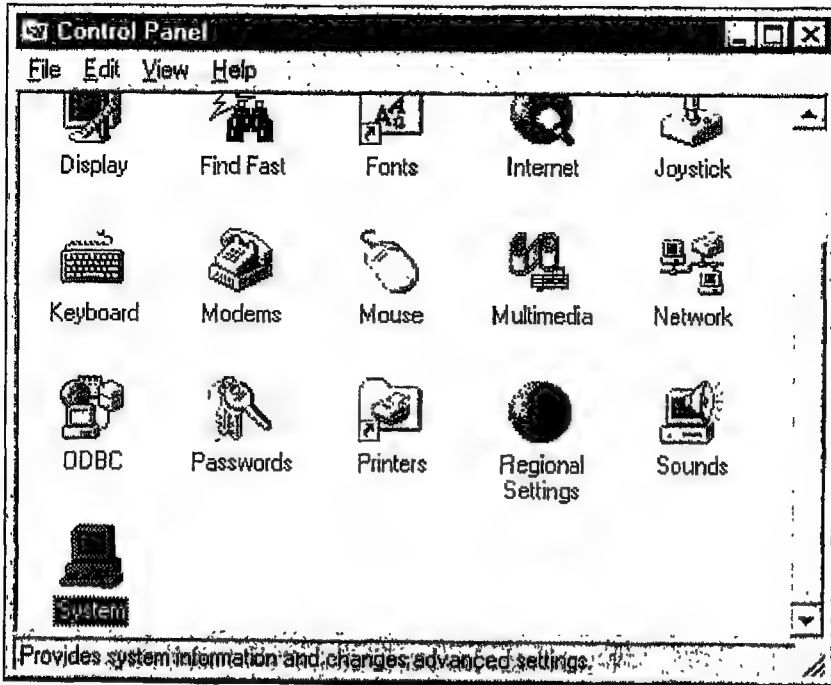 Control Panel
File Edit View Help
Display Find Fast Fonts Internet Joystick
Keyboard Modems Mouse Multimedia Network
ODBC Passwords Printers Regional Settings Sounds
System
Provides system information and changes advanced settings.